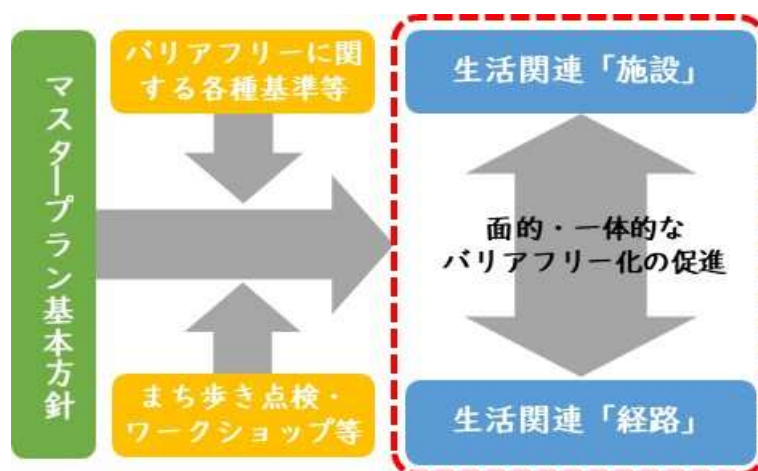 マスタープラン基本方針
バリアフリーに関
する各種基準等
まち歩き点検・
ワークショップ等
生活関連「施設」
面的・一体的な
バリアフリー化の促進
生活関連「経路」